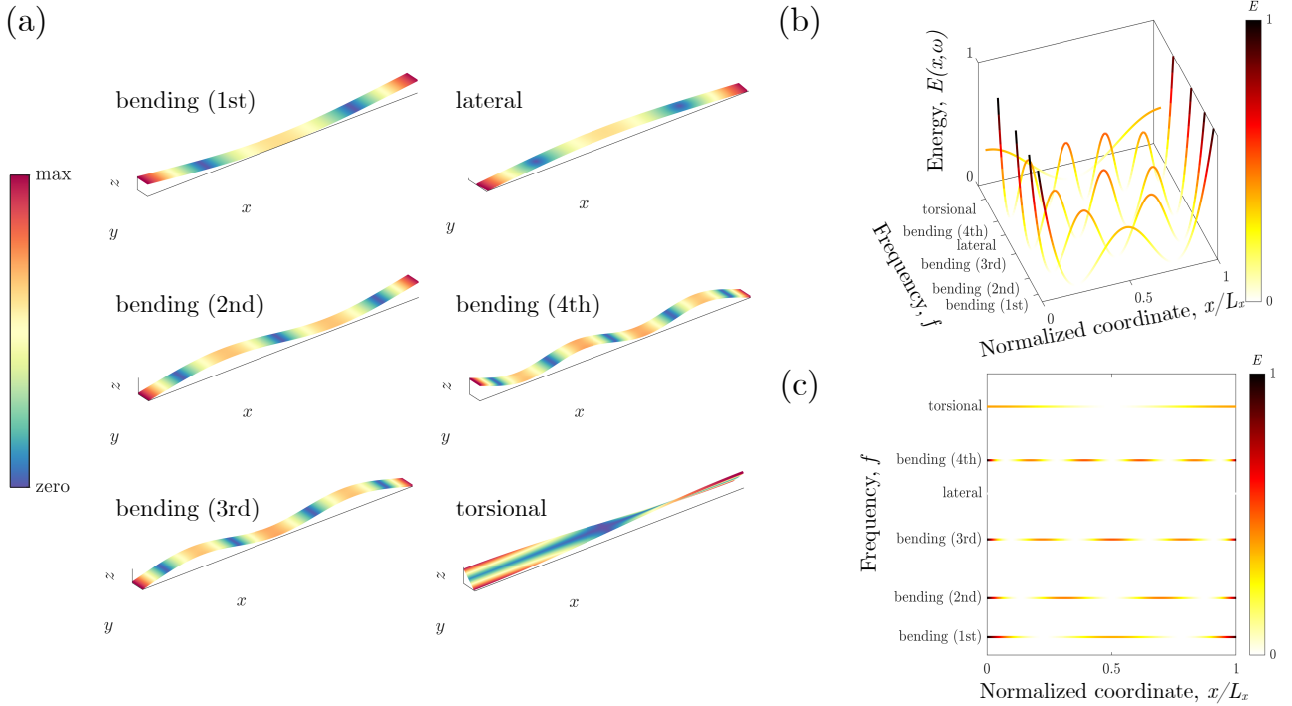 (a)
max
zero
bending (1st)
z
y
x
lateral
z
y
x
bending (2nd)
z
y
x
bending (4th)
z
y
x
bending (3rd)
z
y
x
torsional
z
y
x
(b)
Energy, E(x,ω)
1
0
torsional
bending (4th)
lateral
bending (3rd)
bending (2nd)
bending (1st)
Frequency, f
0
0.5
1
Normalized coordinate, x/Lₓ
E
1
0
(c)
Frequency, f
torsional
bending (4th)
lateral
bending (3rd)
bending (2nd)
bending (1st)
0
0.5
1
Normalized coordinate, x/Lₓ
E
1
0